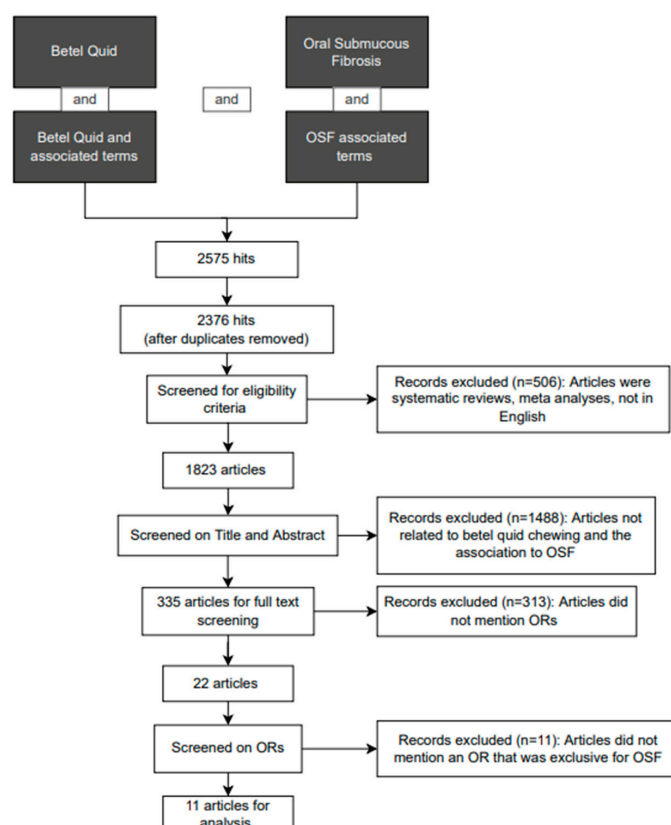 Betel Quid
Oral Submucous
Fibrosis
and
and
and
Betel Quid and
associated terms
OSF associated
terms
2575 hits
2376 hits
(after duplicates removed)
Screened for eligibility
criteria
Records excluded (n=506): Articles were
systematic reviews, meta analyses, not in
English
1823 articles
Screened on Title and Abstract
Records excluded (n=1488): Articles not
related to betel quid chewing and the
association to OSF
335 articles for full text
screening
Records excluded (n=313): Articles did
not mention ORs
22 articles
Screened on ORs
Records excluded (n=11): Articles did not
mention an OR that was exclusive for OSF
11 articles for
analysis